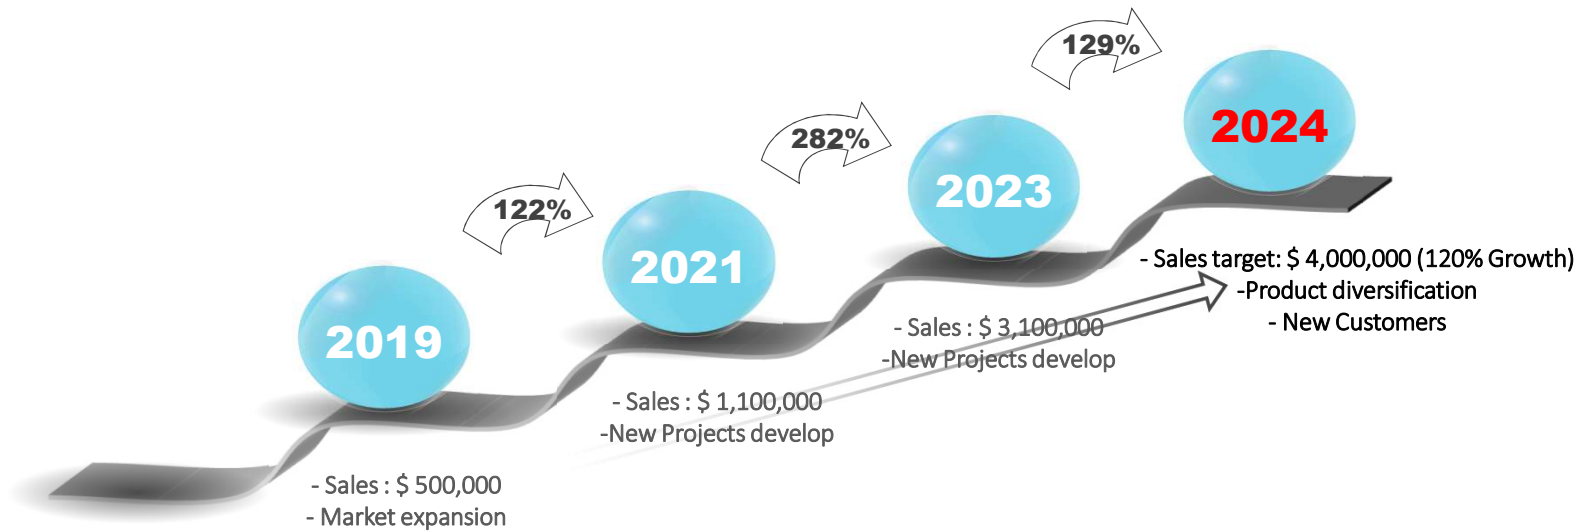 129%
2024
282%
2023
122%
2021
2019
- Sales target: $ 4,000,000 (120% Growth)
-Product diversification
- New Customers
- Sales : $ 3,100,000
-New Projects develop
- Sales : $ 1,100,000
-New Projects develop
- Sales : $ 500,000
- Market expansion